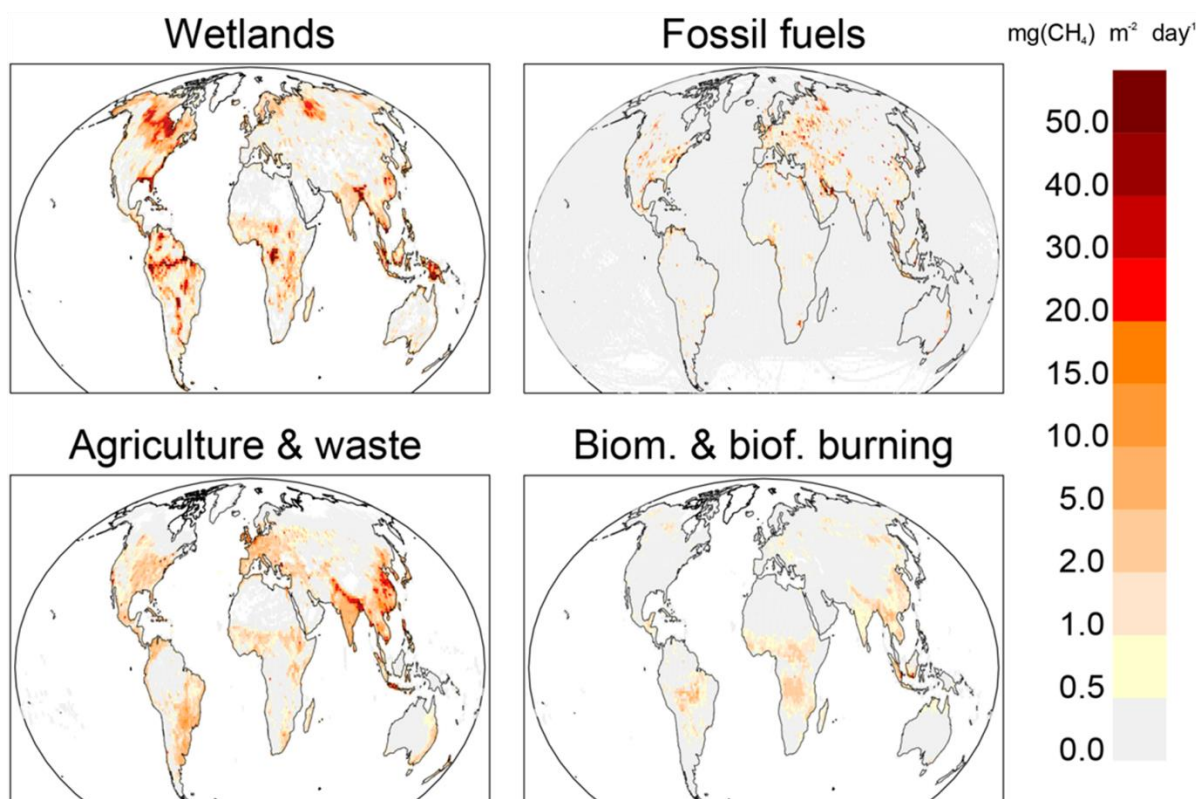 Wetlands
Fossil fuels
mg(CH₄) m⁻² day⁻¹
50.0
40.0
30.0
20.0
15.0
10.0
5.0
2.0
1.0
0.5
0.0
Agriculture & waste
Biom. & biof. burning